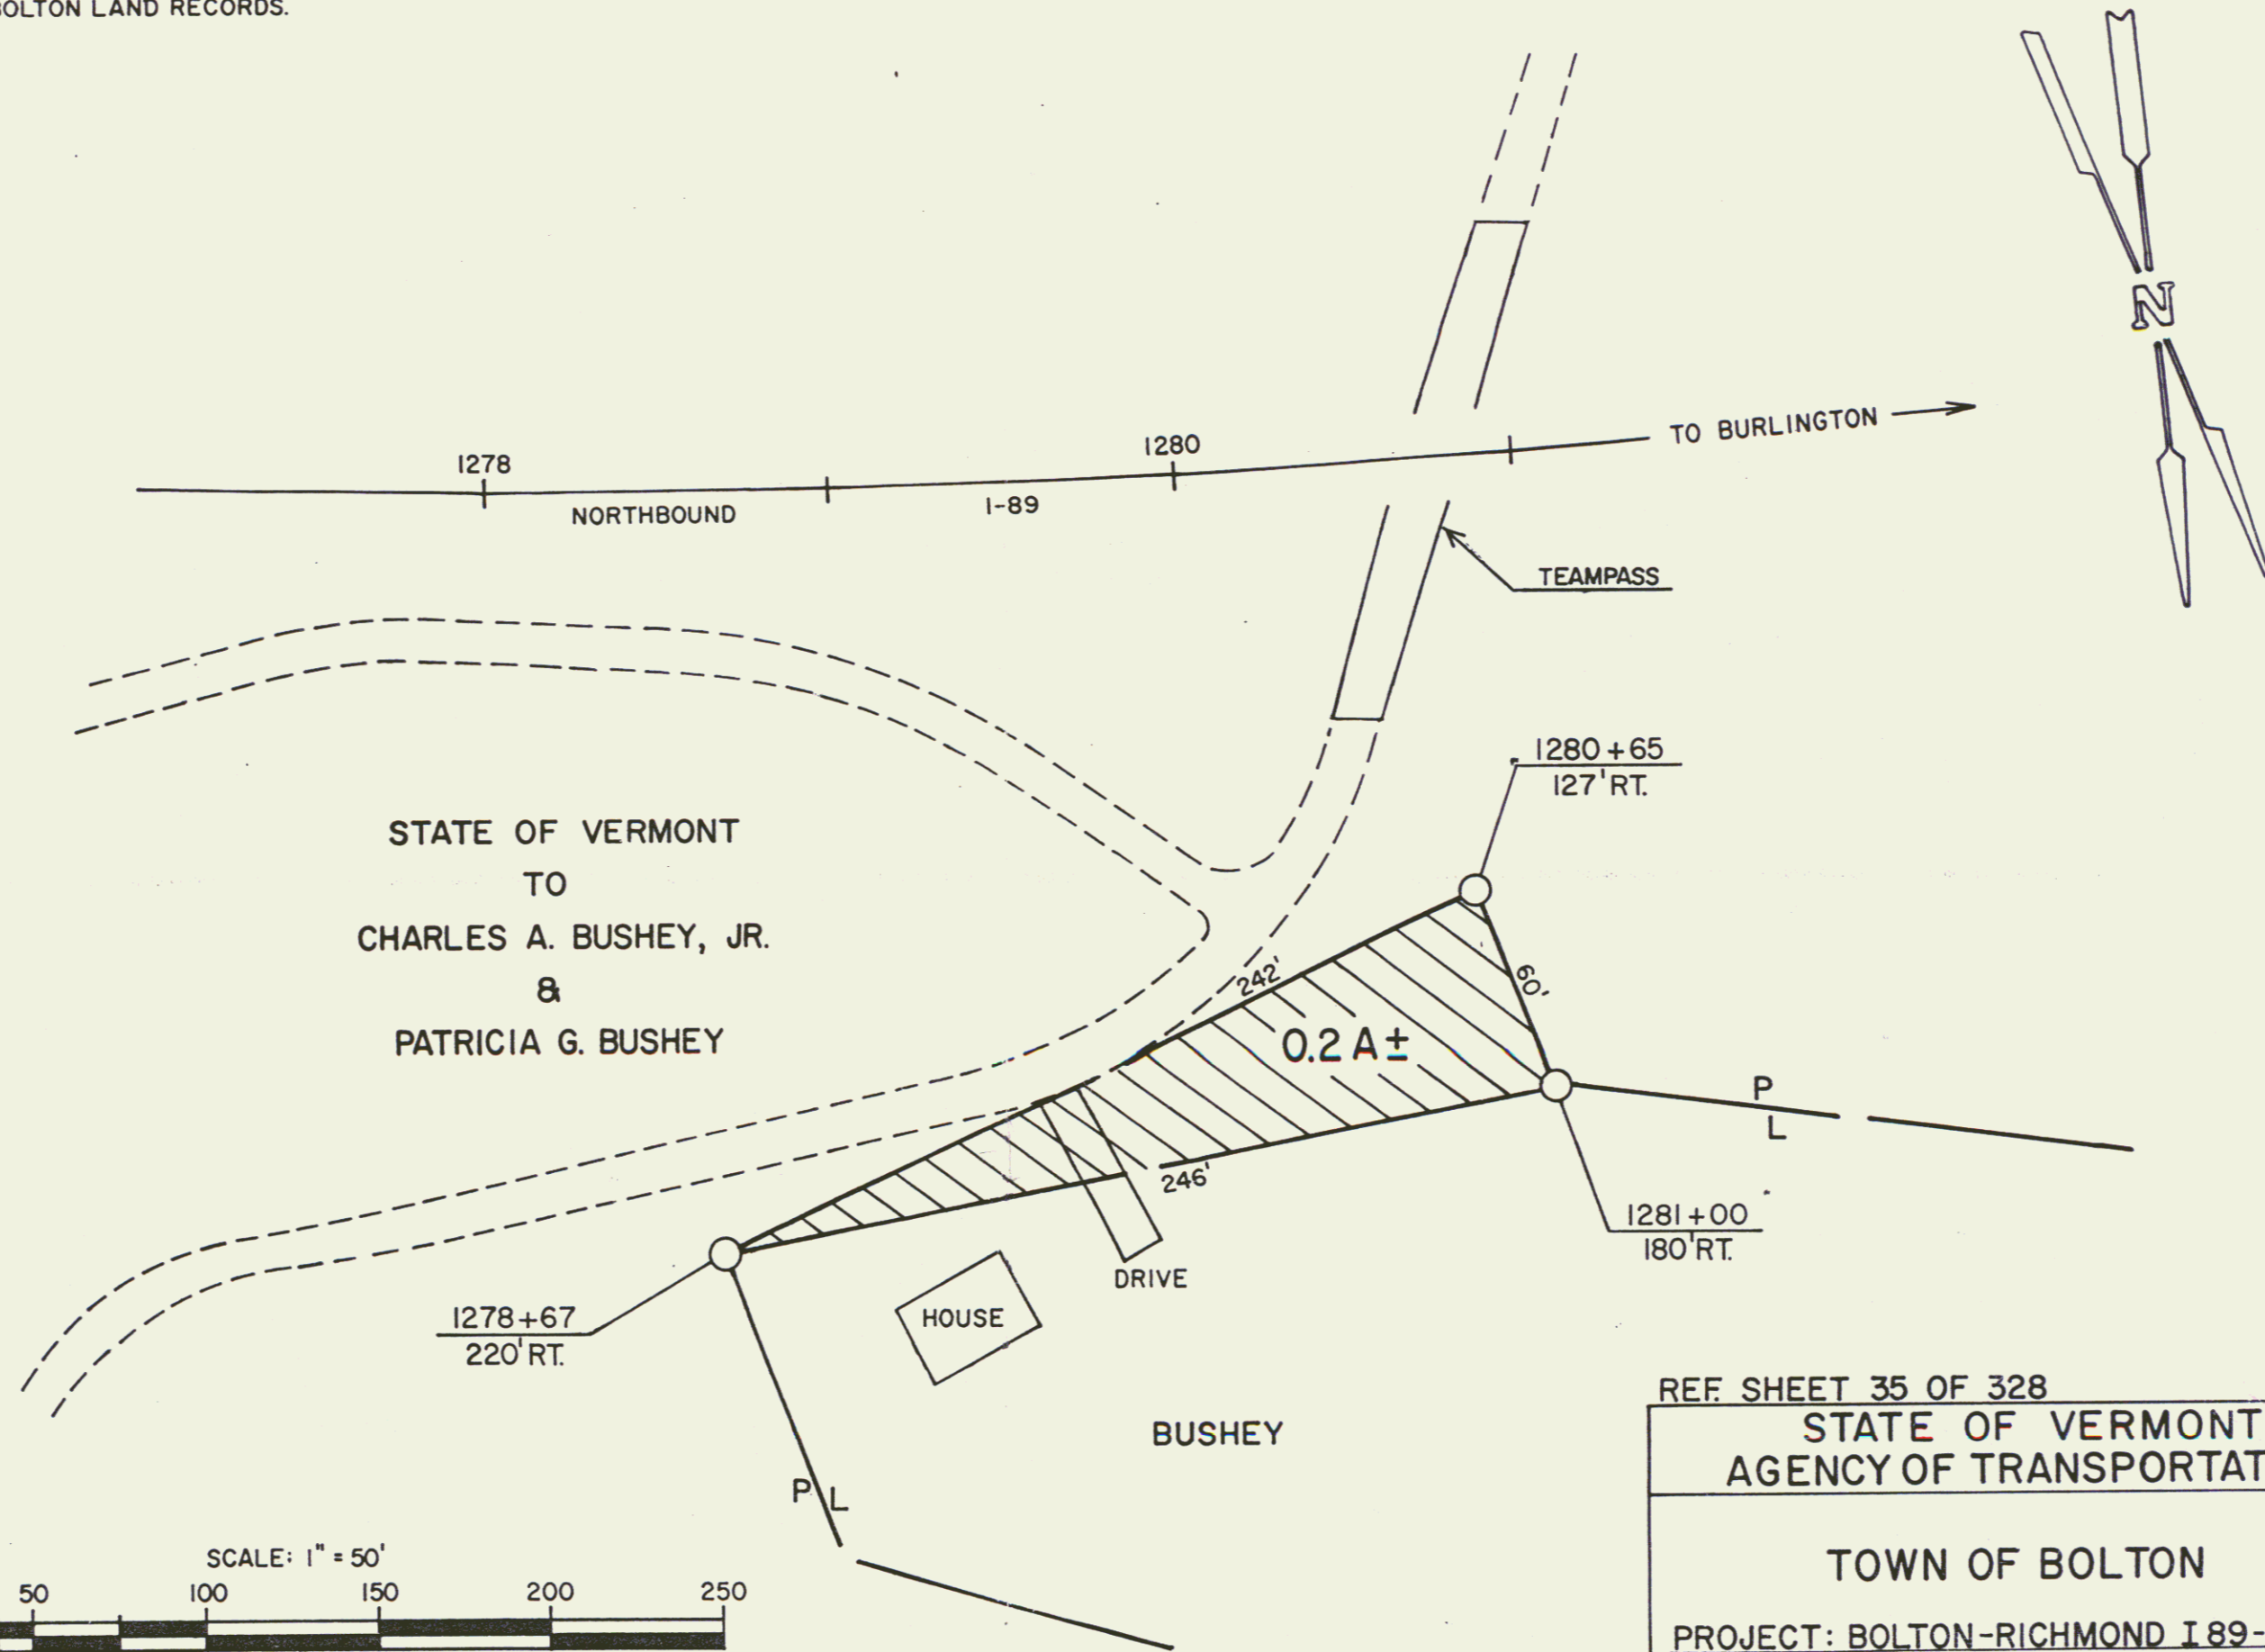 BOLTON LAND RECORDS.
N
TO BURLINGTON
1278
1280
NORTHBOUND
I-89
TEAMPASS
1280+65
127' RT.
STATE OF VERMONT
TO
CHARLES A. BUSHEY, JR.
&
PATRICIA G. BUSHEY
242'
60'
0.2 A ±
246'
P
L
1281+00
180' RT.
DRIVE
HOUSE
1278+67
220' RT.
BUSHEY
P L
REF. SHEET 35 OF 328
STATE OF VERMONT
AGENCY OF
TOWN OF BOLTON
PROJECT: BOLTON-RICHMOND I 89-
SCALE: 1" = 50'
50 100 150 200 250